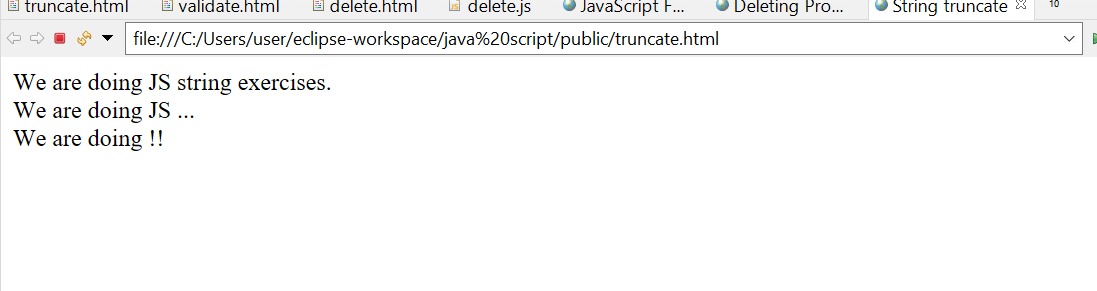 truncate.html validate.html delete.html delete.js JavaScript F... Deleting Pro... String truncate 10
file:///C:/Users/user/eclipse-workspace/java%20script/public/truncate.html
We are doing JS string exercises.
We are doing JS ...
We are doing !!